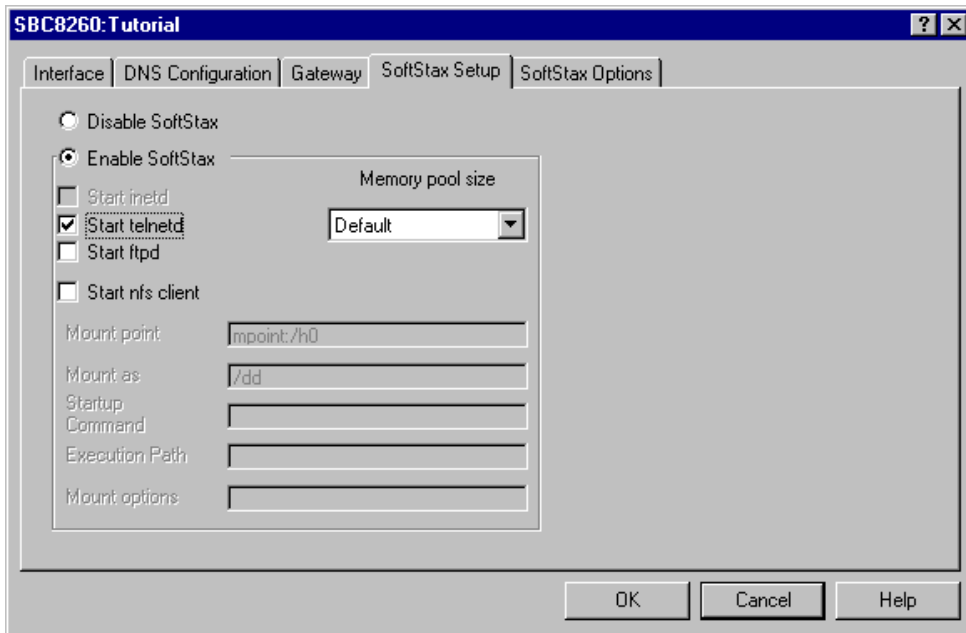 SBC8260:Tutorial
Interface
DNS Configuration
Gateway
SoftStax Setup
SoftStax Options
Disable SoftStax
Enable SoftStax
Memory pool size
Start inetd
Start telnetd
Default
Start ftpd
Start nfs client
Mount point
mpoint:/h0
Mount as
/dd
Startup
Command
Execution Path
Mount options
OK
Cancel
Help